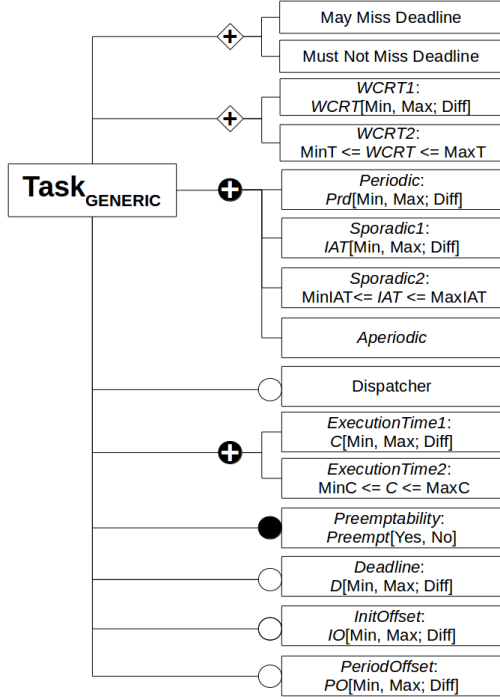 May Miss Deadline
Must Not Miss Deadline
WCRT1:
WCRT[Min, Max; Diff]
WCRT2:
MinT <= WCRT <= MaxT
Task GENERIC
Periodic:
Prd[Min, Max; Diff]
Sporadic1:
IAT[Min, Max; Diff]
Sporadic2:
MinIAT<= IAT <= MaxIAT
Aperiodic
Dispatcher
ExecutionTime1:
C[Min, Max; Diff]
ExecutionTime2:
MinC <= C <= MaxC
Preemptability:
Preempt[Yes, No]
Deadline:
D[Min, Max; Diff]
InitOffset:
IO[Min, Max; Diff]
PeriodOffset:
PO[Min, Max; Diff]